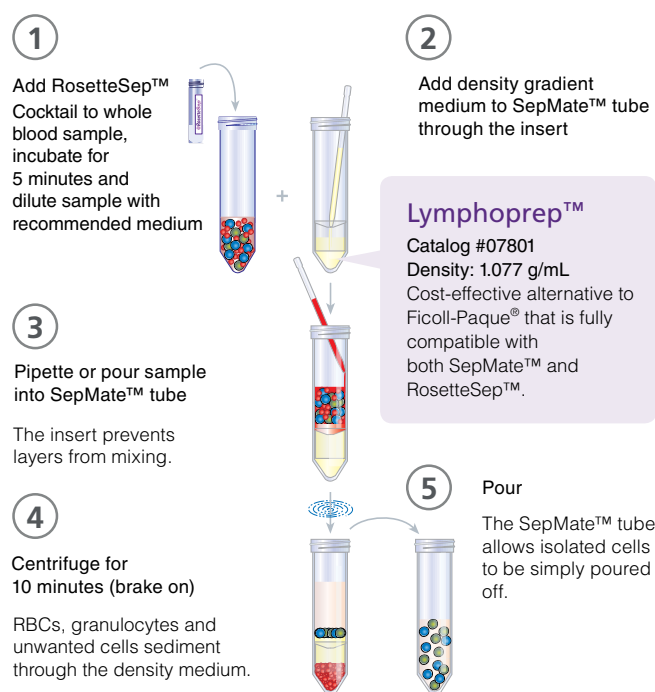 1
Add RosetteSep™
Cocktail to whole
blood sample,
incubate for
5 minutes and
dilute sample with
recommended medium
RosetteSep
+
2
Add density gradient
medium to SepMate™ tube
through the insert
Lymphoprep™
Catalog #07801
Density: 1.077 g/mL
Cost-effective alternative to
Ficoll-Paque® that is fully
compatible with
both SepMate™ and
RosetteSep™.
3
Pipette or pour sample
into SepMate™ tube
The insert prevents
layers from mixing.
4
Centrifuge for
10 minutes (brake on)
RBCs, granulocytes and
unwanted cells sediment
through the density medium.
5
Pour
The SepMate™ tube
allows isolated cells
to be simply poured
off.